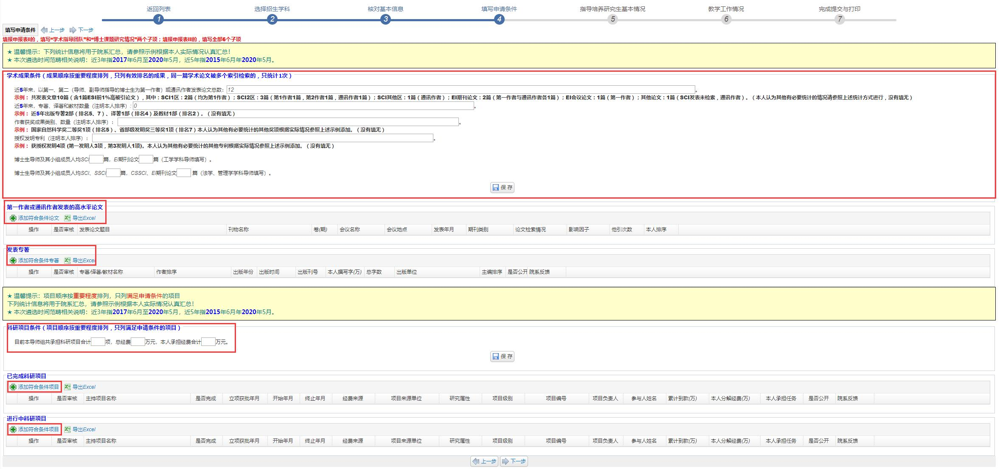 返回列表 选择招生学科 核对基本信息 填写申请条件 指导培养研究生基本情况 教学工作情况 完成提交与打印
1 2 3 4 5 6 7
填写申请条件 上一步 下一步
填报申报表I的，填写“学术指导团队”和“博士课题研究情况”两个子项；填报申报表II的，填写全部6个子项
★ 温馨提示：下列统计信息将用于院系汇总，请参照示例根据本人实际情况认真汇总！
★ 本次遴选时间范畴相关说明：近3年指2017年6月至2020年5月，近5年指2015年6月年2020年5月。
学术成果条件（成果顺序按重要程度排列，只列有效排名的成果，同一篇学术论文被多个索引检索的，只统计1次）
近5年来，以第一、第二（导师、副导师指导的博士生为第一作者）或通讯作者发表论文总数：12。
示例： 共发表文章10篇（含1篇ESI前1%高被引论文），其中：SCI1区：2篇（均为第1作者）；SCI2区：3篇（第1作者1篇，第2作者1篇，通讯作者1篇）；SCI其他区：1篇（通讯作者）；EI期刊论文：2篇（第一作者与通讯作者各1篇）；EI会议论文：1篇（第一作者）；其他论文：1篇（SCI发表未检索，通讯作者）。（本人认为其他有必要统计的情况请参照上述统计方式进行，没有填无）
近5年来，专著、译著和教材数量（注明本人排序）：0。
示例： 近5年出版专著2部（排名5、7）、译著1部（排名4）及教材1部（排名2）。（没有填无）
作者获奖成果类别、数量（注明本人排序）：。
示例： 国家自然科学奖二等奖1项（排名5）、省部级发明奖三等奖1项（排名7）本人认为其他有必要统计的其他奖项根据实际情况参照上述示例添加。（没有填无）
授权发明专利（注明本人排序）：。
示例： 获授权发明4项 (第一发明人3项，第3发明人1项)。本人认为其他有必要统计的其他专利根据实际情况参照上述示例添加。（没有填无）
博士生导师及其小组成员人均SCI 篇，EI期刊论文 篇（工学学科导师填写）。
博士生导师及其小组成员人均SCI、SSCI 篇，CSSCI、EI期刊论文 篇（法学、管理学学科导师填写）。
保 存
第一作者或通讯作者发表的高水平论文
添加符合条件论文 导出Excel
操作 是否审核 发表论文题目 刊物名称 卷(期) 会议名称 会议地点 发表年月 期刊类别 论文检索情况 影响因子 他引次数 本人排序
发表专著
添加符合条件专著 导出Excel
操作 是否审核 专著/译著/教材名称 作者排序 出版年份 出版时间 出版刊号 本人撰写字(万) 总字数 出版单位 主编排序 是否公开 院系反馈
★ 温馨提示：项目顺序按重要程度排列，只列满足申请条件的项目
下列统计信息将用于院系汇总，请参照示例根据本人实际情况认真汇总！
★ 本次遴选时间范畴相关说明：近3年指2017年6月至2020年5月，近5年指2015年6月年2020年5月。
科研项目条件（项目顺序按重要程度排列，只列满足申请条件的项目）
目前本导师组共承担科研项目合计 项，总经费 万元，本人承担经费合计 万元。
保 存
已完成科研项目
添加符合条件项目 导出Excel
操作 是否审核 主持项目名称 是否完成 立项获批年月 开始年月 终止年月 经费来源 项目来源单位 研究属性 项目级别 项目编号 项目负责人 参与人姓名 累计到款(万) 本人分解经费(万) 本人承担任务 是否公开 院系反馈
进行中科研项目
添加符合条件项目 导出Excel
操作 是否审核 主持项目名称 是否完成 立项获批年月 开始年月 终止年月 经费来源 项目来源单位 研究属性 项目级别 项目编号 项目负责人 参与人姓名 累计到款(万) 本人分解经费(万) 本人承担任务 是否公开 院系反馈
上一步 下一步